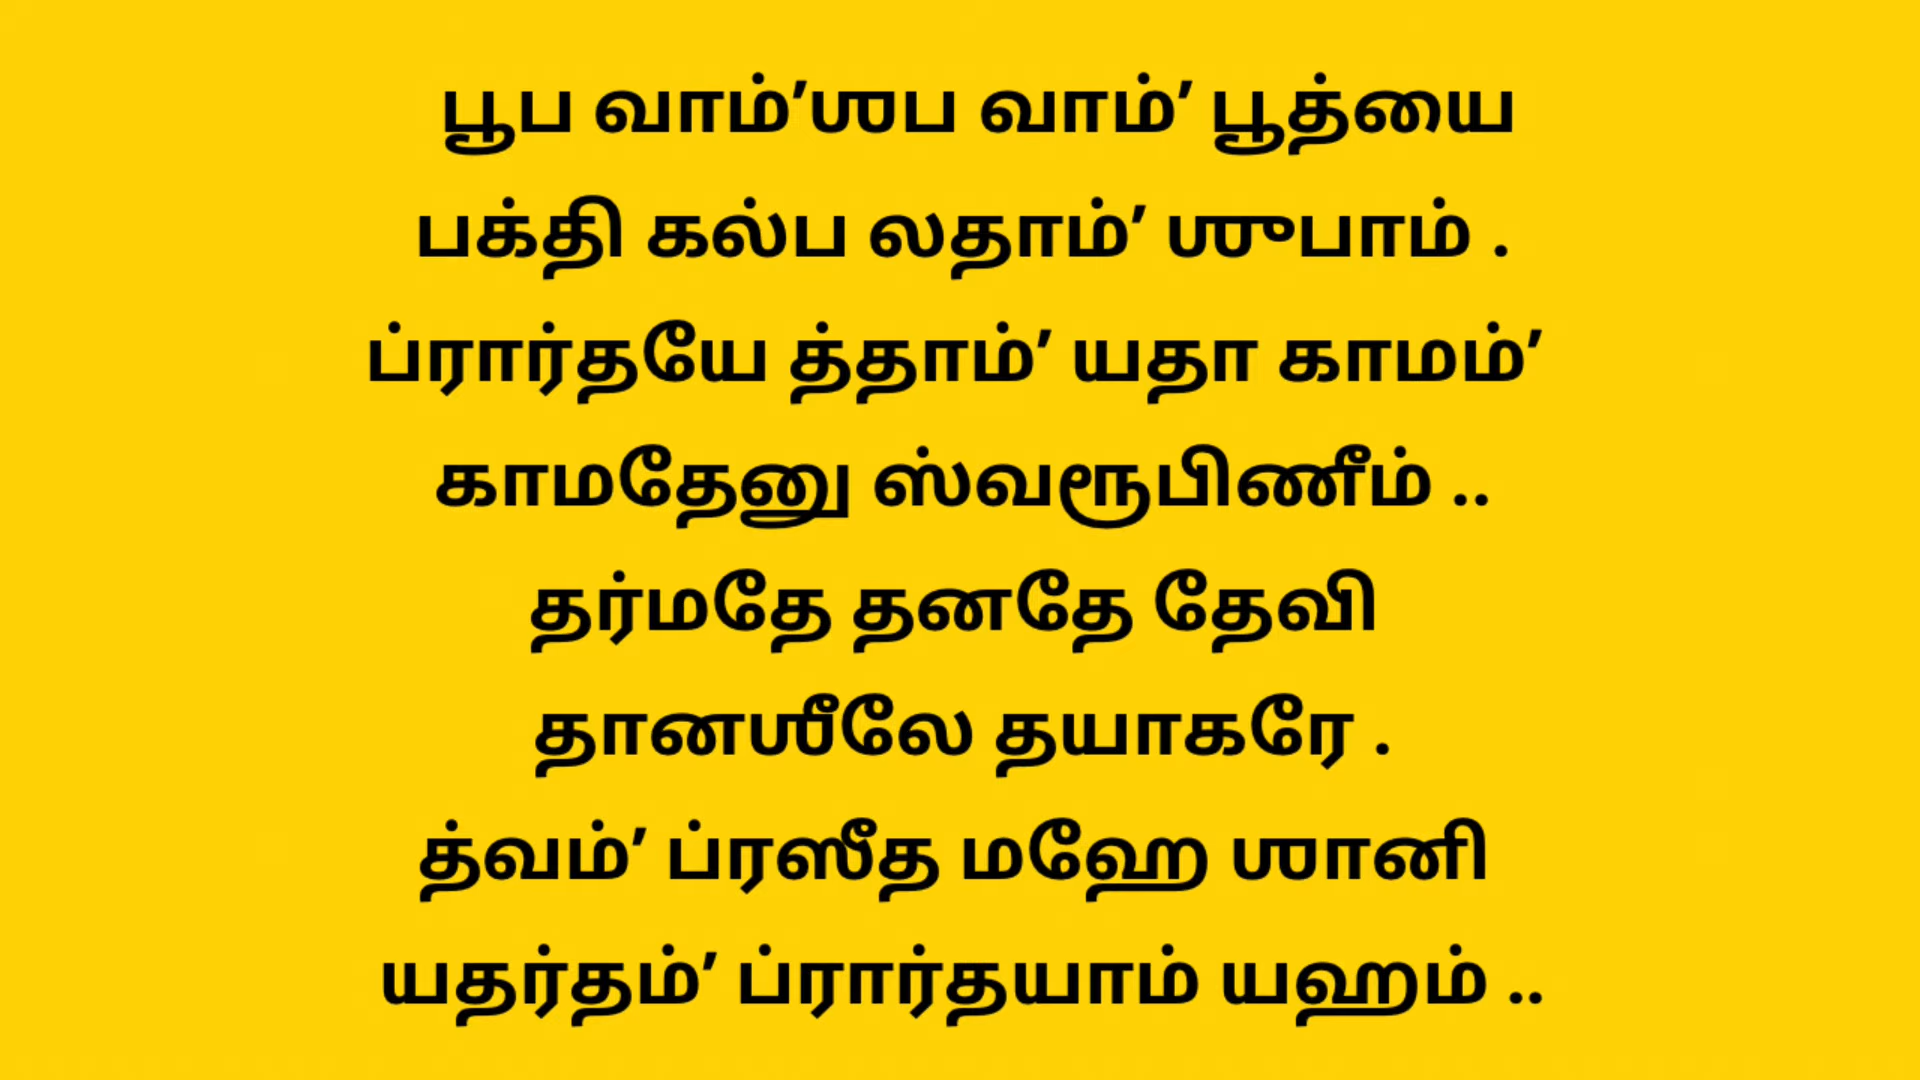 பூப வாம்’ஶப வாம்’ பூத்யை
பக்தி கல்ப லதாம்’ ஶுபாம் .
ப்ரார்தயே த்தாம்’ யதா காமம்’
காமதேனு ஸ்வரூபிணீம் ..
தர்மதே தனதே தேவி
தானஶீலே தயாகரே .
த்வம்’ ப்ரஸீத மஹே ஶானி
யதர்தம்’ ப்ரார்தயாம் யஹம் ..